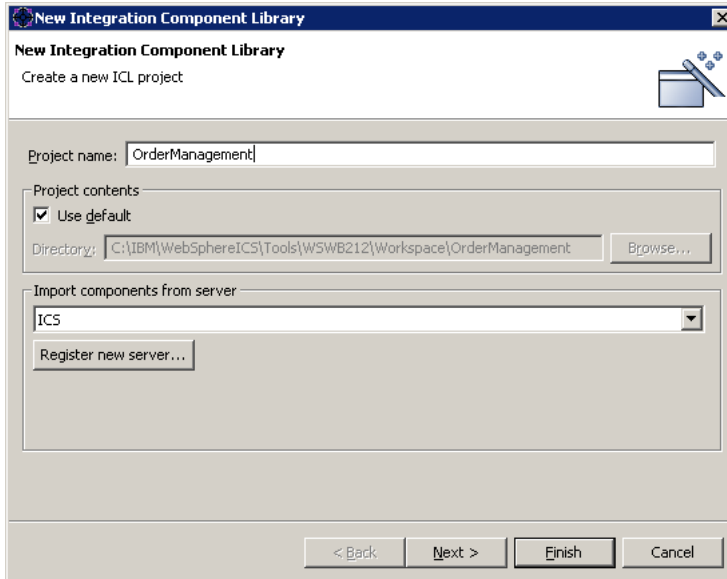 New Integration Component Library
New Integration Component Library
Create a new ICL project
Project name: OrderManagement
Project contents
Use default
Directory: C:\IBM\WebSphereICS\Tools\WSWB212\Workspace\OrderManagement Browse...
Import components from server
ICS
Register new server...
< Back Next > Finish Cancel